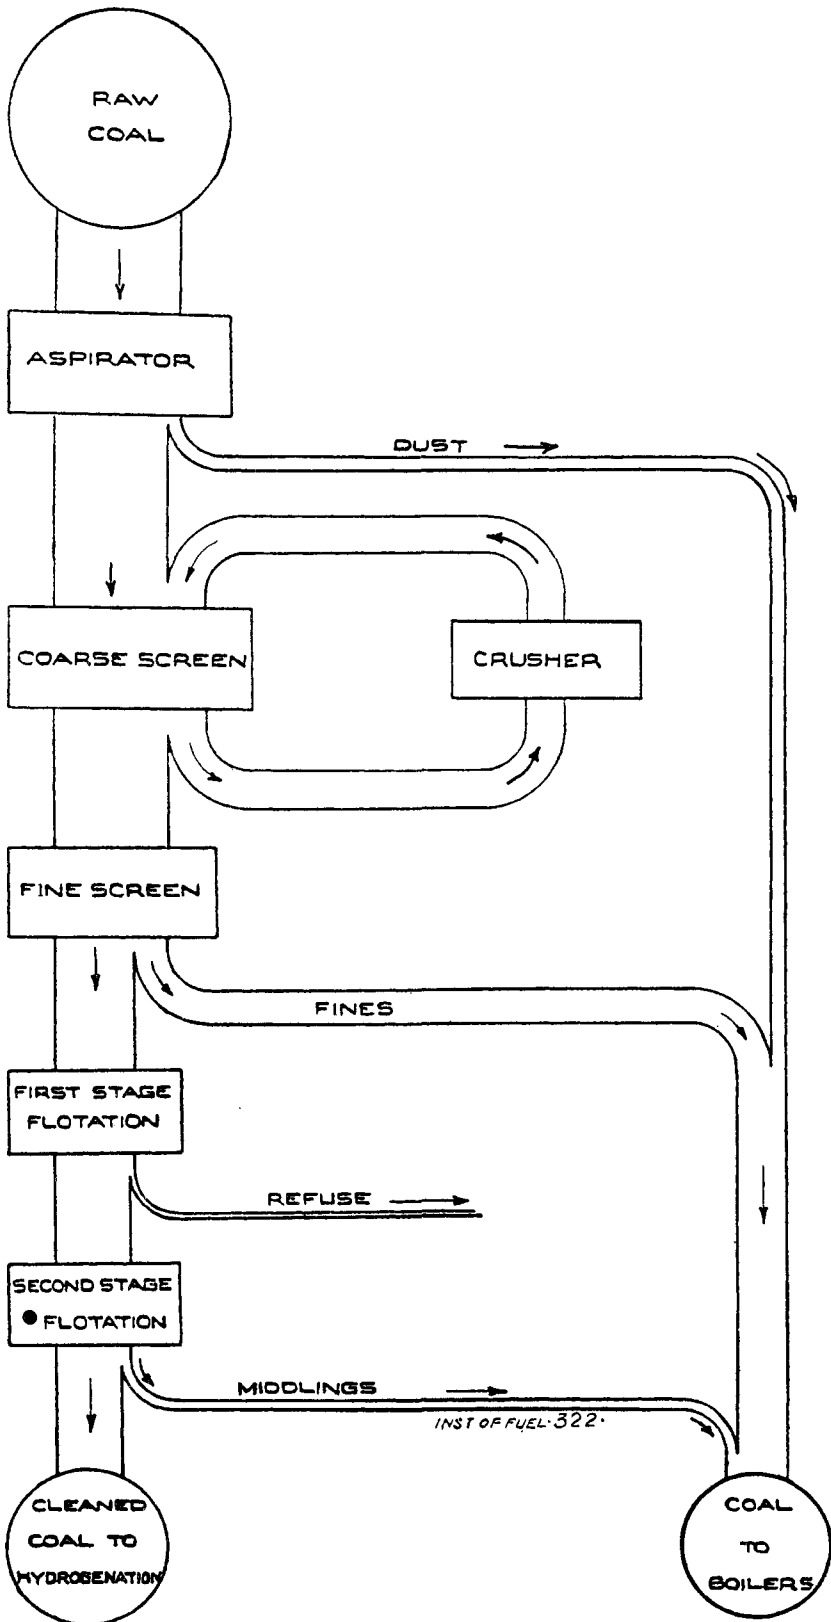 RAW
COAL
ASPIRATOR
DUST
COARSE SCREEN
CRUSHER
FINE SCREEN
FINES
FIRST STAGE
FLOTATION
REFUSE
SECOND STAGE
FLOTATION
MIDDLINGS
INST OF FUEL·322·
CLEANED
COAL TO
HYDROGENATION
COAL
TO
BOILERS